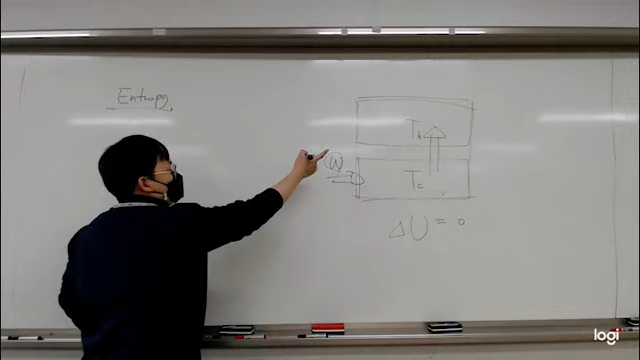 Entropy
T_h
W
T_c
ΔU = 0
logi